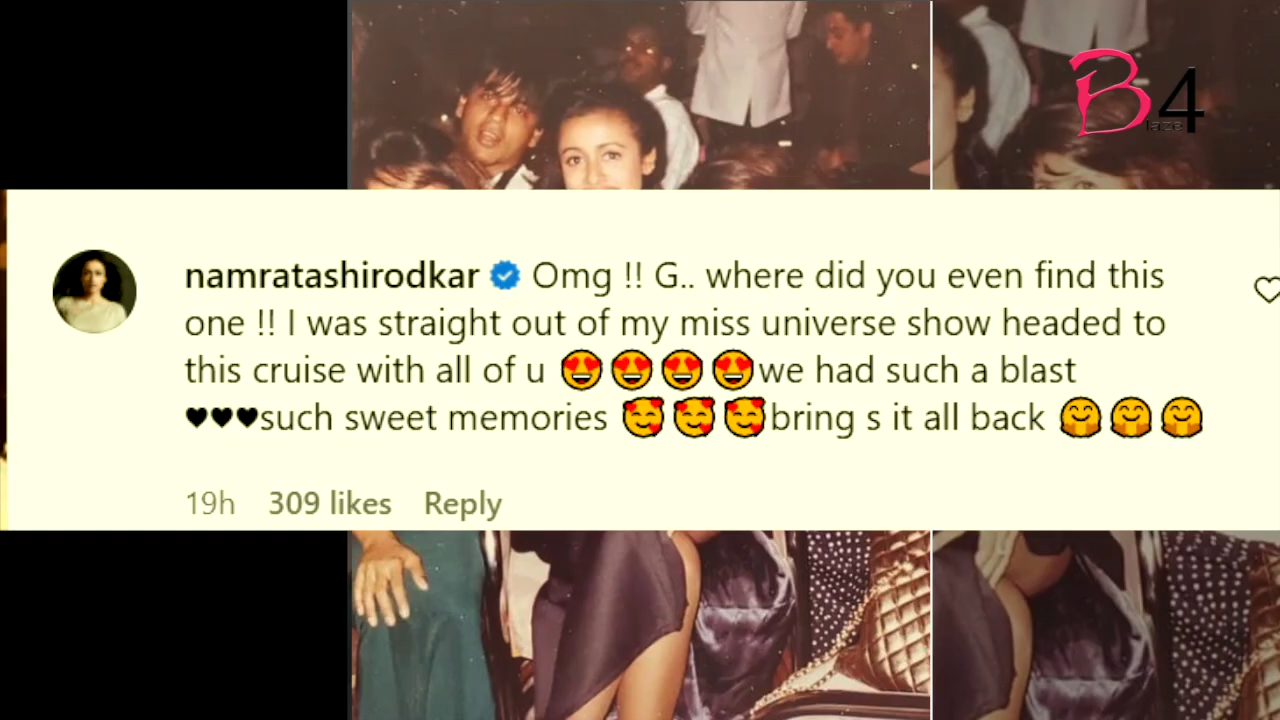 B4
laze
namratashirodkar Omg !! G.. where did you even find this
one !! I was straight out of my miss universe show headed to
this cruise with all of u 😍😍😍😍we had such a blast
♥♥♥such sweet memories 🥰🥰🥰bring s it all back 🤗🤗🤗
19h 309 likes Reply